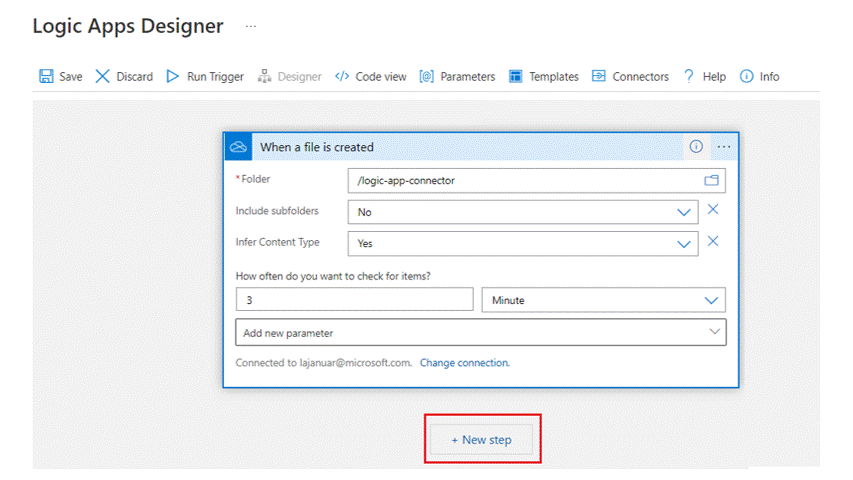 Logic Apps Designer ...
Save Discard Run Trigger Designer </> Code view [@] Parameters Templates Connectors ? Help Info
When a file is created ...
*Folder /logic-app-connector
Include subfolders No
Infer Content Type Yes
How often do you want to check for items?
3 Minute
Add new parameter
Connected to lajanuar@microsoft.com. Change connection.
+ New step